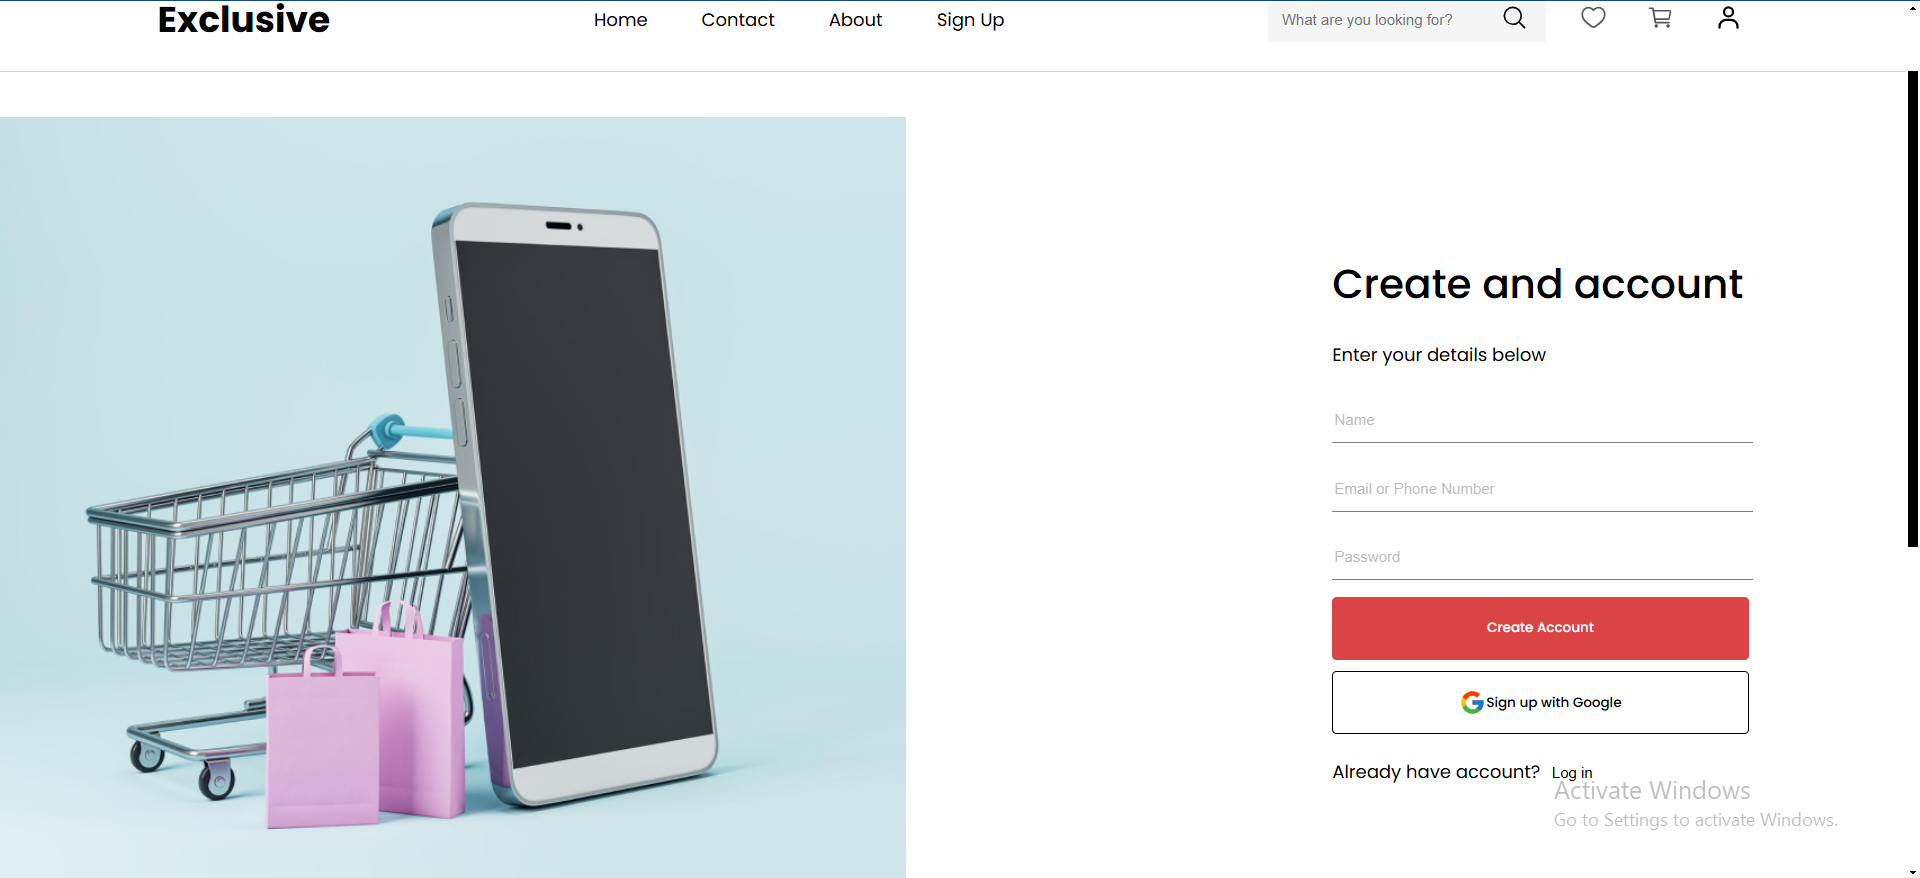 Exclusive
Home
Contact
About
Sign Up
What are you looking for?
Create and account
Enter your details below
Name
Email or Phone Number
Password
Create Account
Sign up with Google
Already have account? Log in
Activate Windows
Go to Settings to activate Windows.